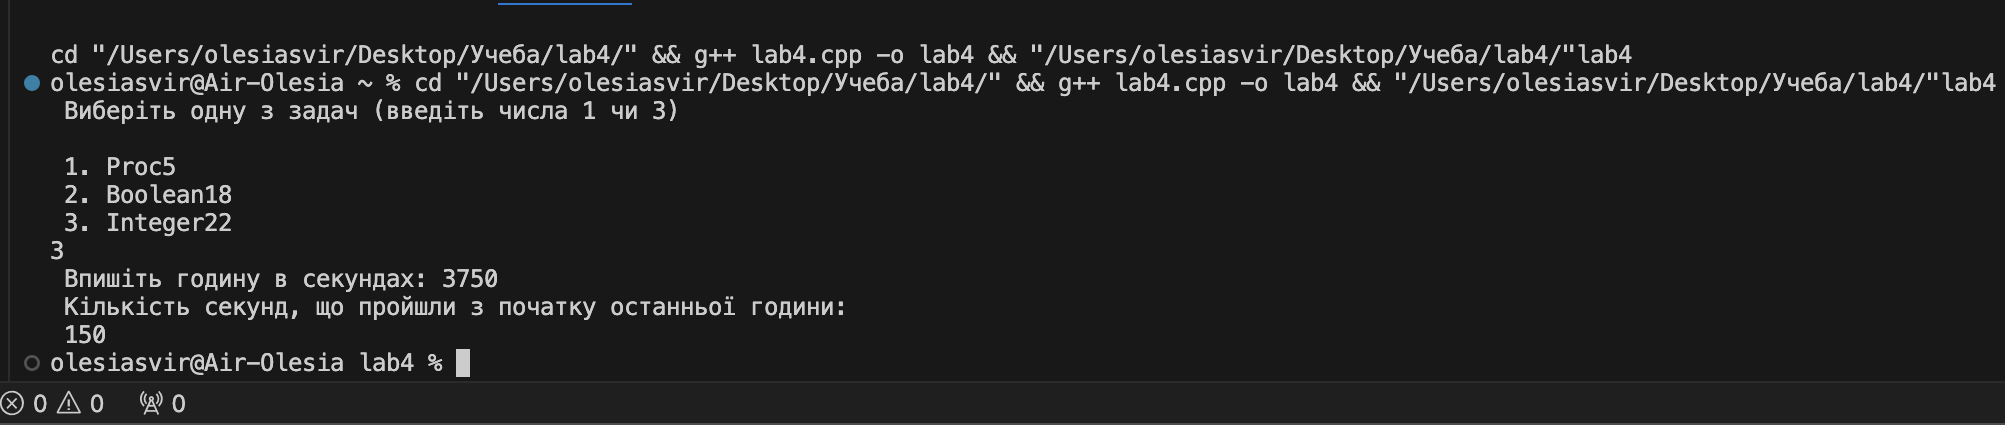 cd "/Users/olesiasvir/Desktop/Учеба/lab4/" && g++ lab4.cpp -o lab4 && "/Users/olesiasvir/Desktop/Учеба/lab4/"lab4
olesiasvir@Air-Olesia ~ % cd "/Users/olesiasvir/Desktop/Учеба/lab4/" && g++ lab4.cpp -o lab4 && "/Users/olesiasvir/Desktop/Учеба/lab4/"lab4
Виберіть одну з задач (введіть числа 1 чи 3)
1. Proc5
2. Boolean18
3. Integer22
3
Впишіть годину в секундах: 3750
Кількість секунд, що пройшли з початку останньої години:
150
olesiasvir@Air-Olesia lab4 %
0 0 0